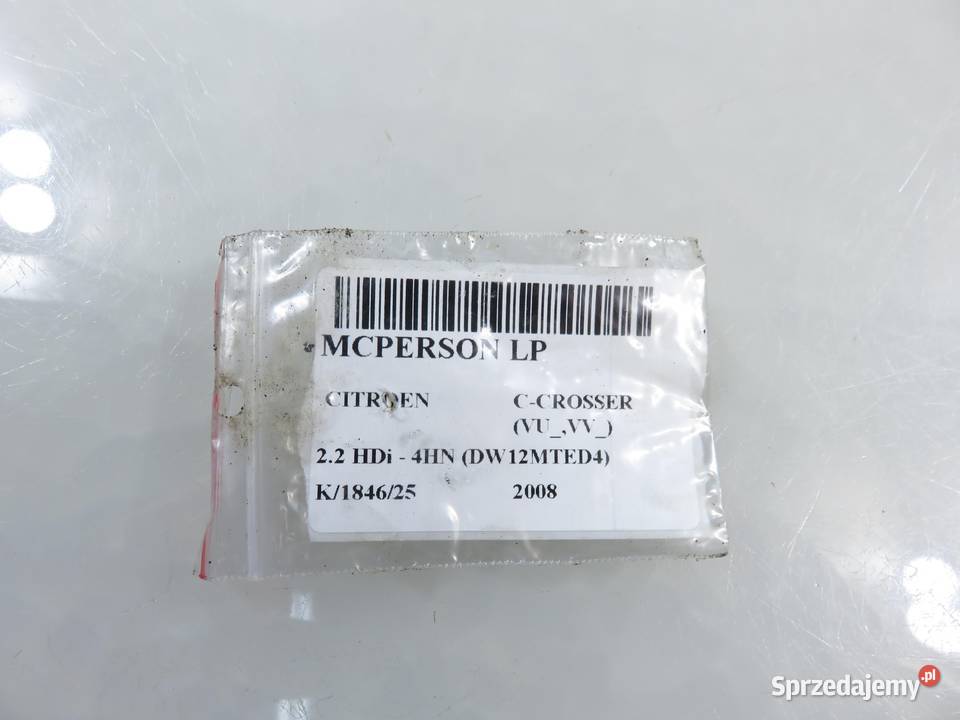 MCPERSON LP
CITROEN C-CROSSER
(VU_,VV_)
2.2 HDi - 4HN (DW12MTED4)
K/1846/25 2008
Sprzedajemy.pl